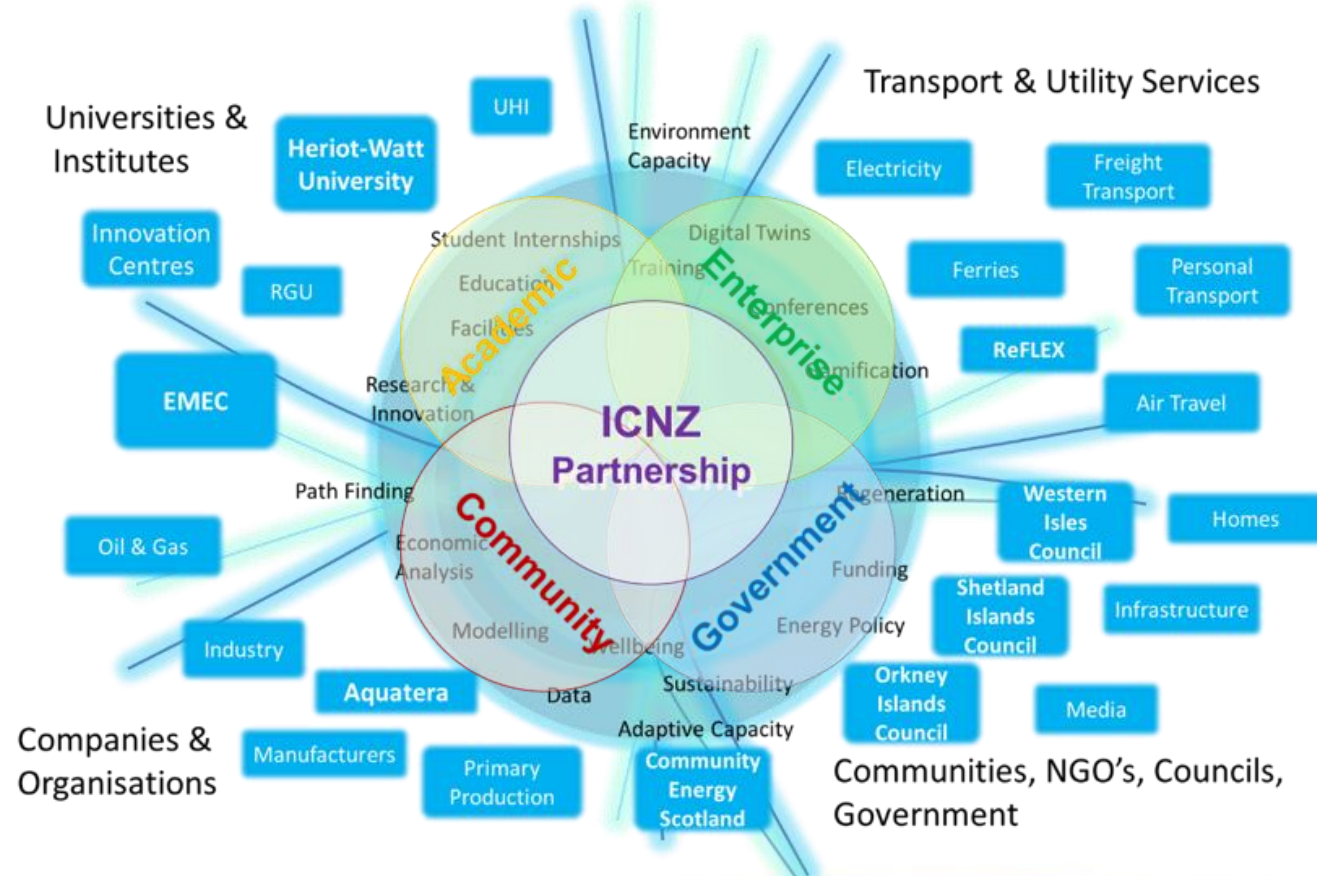 Universities &
Institutes
Heriot-Watt
University
UHI
Environment
Capacity
Transport & Utility Services
Electricity
Freight
Transport
Innovation
Centres
RGU
Ferries
Personal
Transport
ReFLEX
Air Travel
Student Internships
Education
Facilities
Academic
Research &
Innovation
Digital Twins
Training
Enterprise
Conferences
Gamification
EMEC
ICNZ
Partnership
Path Finding
Oil & Gas
Economic
Analysis
Community
Modelling
Wellbeing
Data
Government
Regeneration
Funding
Energy Policy
Sustainability
Adaptive Capacity
Western
Isles
Council
Homes
Shetland
Islands
Council
Infrastructure
Orkney
Islands
Council
Media
Industry
Aquatera
Companies &
Organisations
Manufacturers
Primary
Production
Community
Energy
Scotland
Communities, NGO’s, Councils,
Government